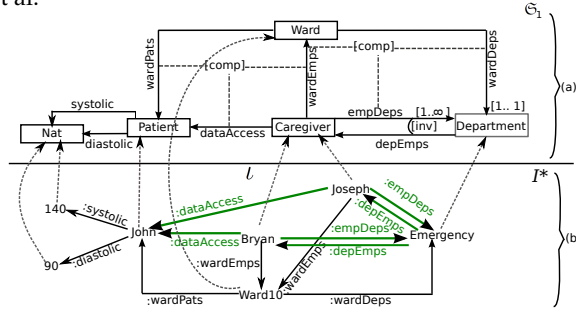 et al.
𝔖1
Ward
[comp]
[comp]
wardPats
wardEmps
wardDeps
systolic
empDeps
[1..∞]
[1.. 1]
Nat
Patient
Caregiver
[inv]
Department
diastolic
dataAccess
depEmps
(a)
l
I*
Joseph
:dataAccess
:empDeps
:depEmps
140
:systolic
John
:dataAccess
Bryan
:empDeps
Emergency
:depEmps
(b)
90
:diastolic
:wardEmps
:wardEmps
Ward10
:wardPats
:wardDeps